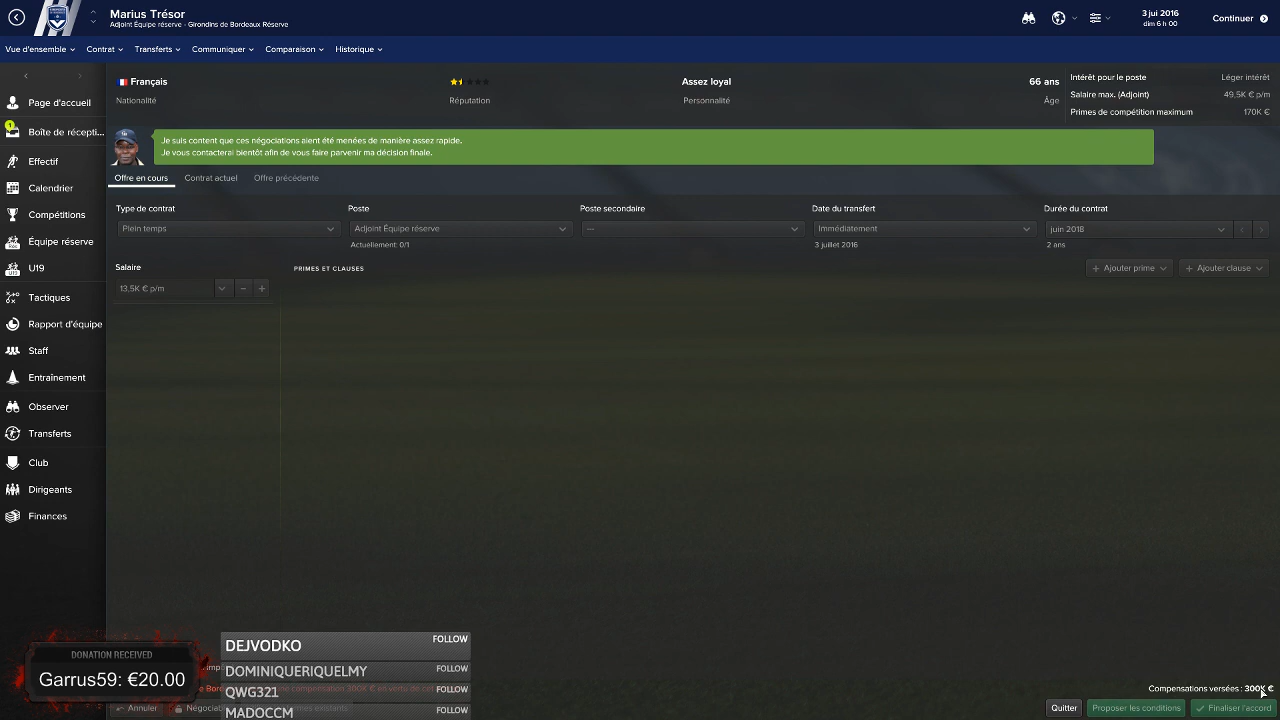 Marius Trésor
Adjoint Équipe réserve - Girondins de Bordeaux Réserve
3 jui 2016
dim 6 h 00
Continuer
Vue d'ensemble
Contrat
Transferts
Communiquer
Comparaison
Historique
Page d'accueil
1
Boîte de récepti...
Effectif
Calendrier
Compétitions
Équipe réserve
U19
Tactiques
Rapport d'équipe
Staff
Entraînement
Observer
Transferts
Club
Dirigeants
Finances
Français
Nationalité
Réputation
Assez loyal
Personnalité
66 ans
Âge
Intérêt pour le poste Léger intérêt
Salaire max. (Adjoint) 49,5K € p/m
Primes de compétition maximum 170K €
Je suis content que ces négociations aient été menées de manière assez rapide.
Je vous contacterai bientôt afin de vous faire parvenir ma décision finale.
Offre en cours
Contrat actuel
Offre précédente
Type de contrat
Plein temps
Poste
Adjoint Équipe réserve
Actuellement: 0/1
Poste secondaire
---
Date du transfert
Immédiatement
3 juillet 2016
Durée du contrat
juin 2018
2 ans
Salaire
13,5K € p/m
PRIMES ET CLAUSES
Ajouter prime
Ajouter clause
DONATION RECEIVED
Garrus59: €20.00
DEJVODKO FOLLOW
DOMINIQUERIQUELMY FOLLOW
QWG321 FOLLOW
MADOCCM FOLLOW
compensation 300K € en vertu de cet
Compensations versées : 300K €
Annuler
Quitter
Proposer les conditions
Finaliser l'accord